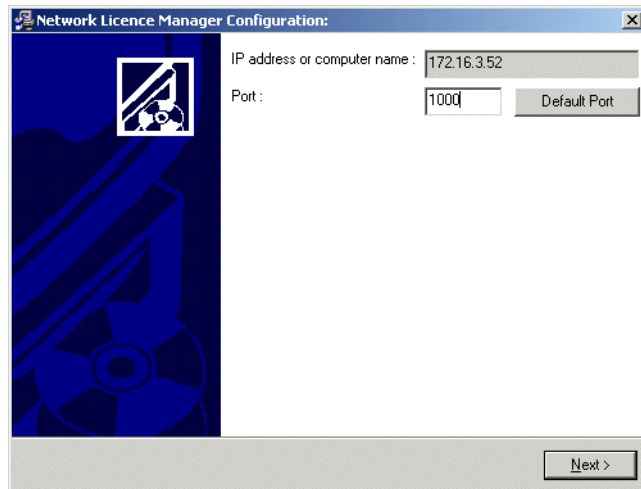 Network Licence Manager Configuration:
IP address or computer name : 172.16.3.52
Port : 1000 Default Port
Next >